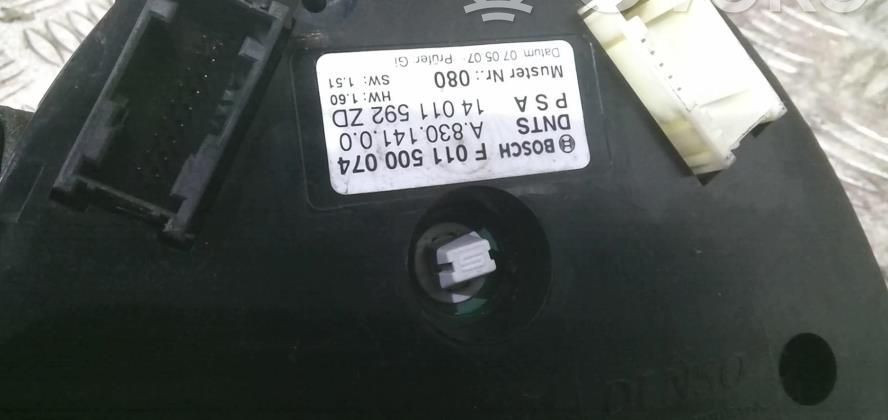 BOSCH F 011 500 074
DNTS A.830.141.0.0
P S A 14 011 592 ZD
HW: 1.60
Muster Nr.: 080 SW: 1.51
Datum 07.05.07 Prüfer Gi
DENSO